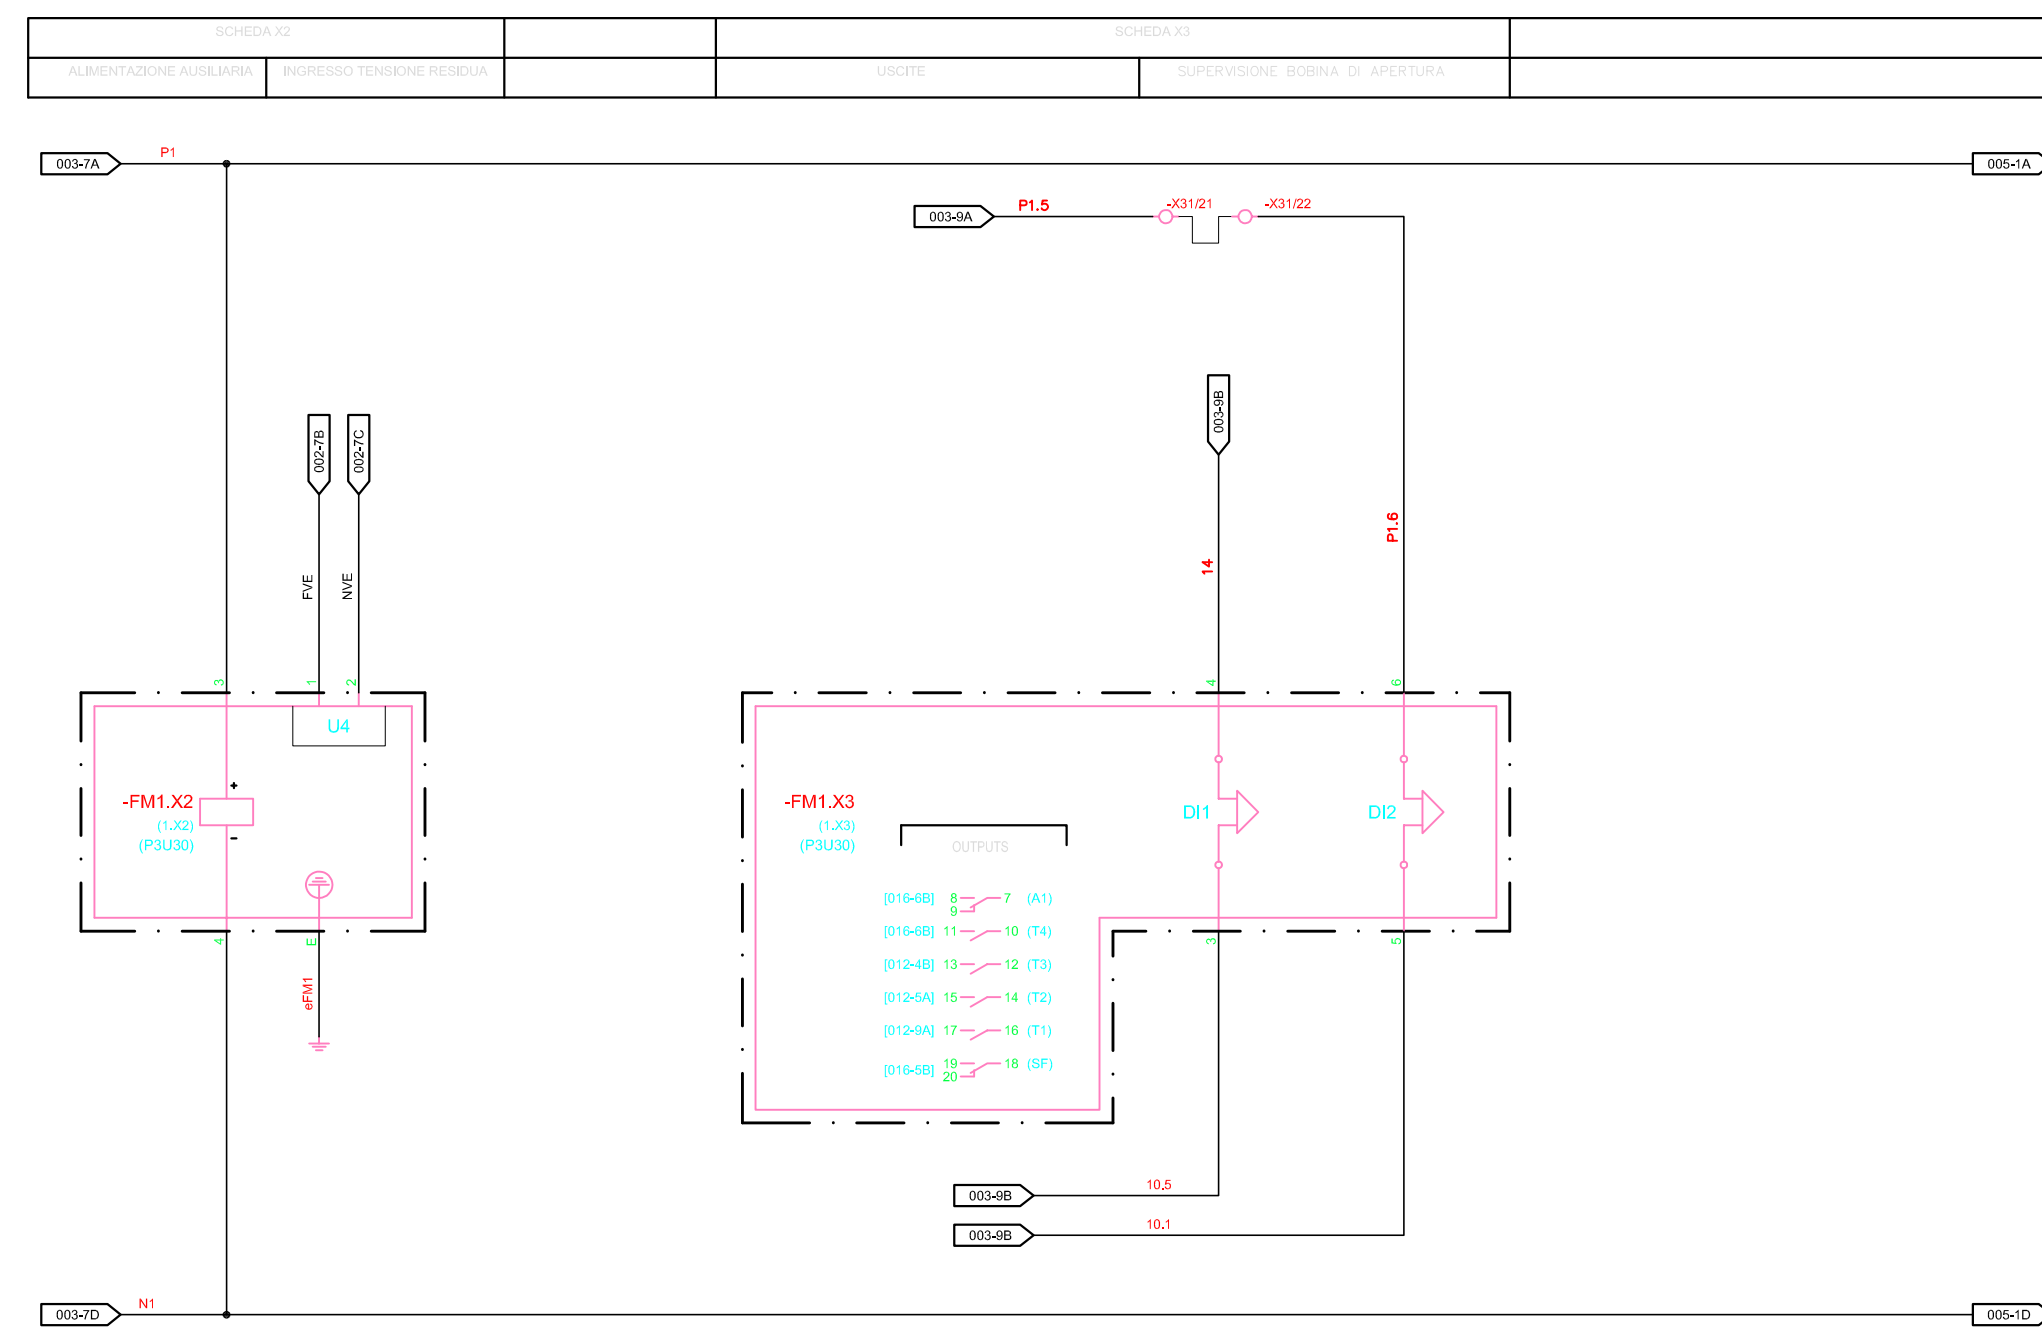 SCHEDA X2
SCHEDA X3
ALIMENTAZIONE AUSILIARIA
INGRESSO TENSIONE RESIDUA
USCITE
SUPERVISIONE BOBINA DI APERTURA
003-7A
P1
005-1A
003-9A
P1.5
-X31/21
-X31/22
003-9B
002-7B
002-7C
P1.6
14
FVE
NVE
3
1
2
4
6
U4
+
-FM1.X2
(1.X2)
(P3U30)
-
-FM1.X3
(1.X3)
(P3U30)
DI1
DI2
OUTPUTS
[016-6B] 8 7 (A1)
9
[016-6B] 11 10 (T4)
[012-4B] 13 12 (T3)
[012-5A] 15 14 (T2)
[012-9A] 17 16 (T1)
[016-5B] 19 18 (SF)
20
4
E
3
5
eFM1
003-9B
10.5
003-9B
10.1
003-7D
N1
005-1D